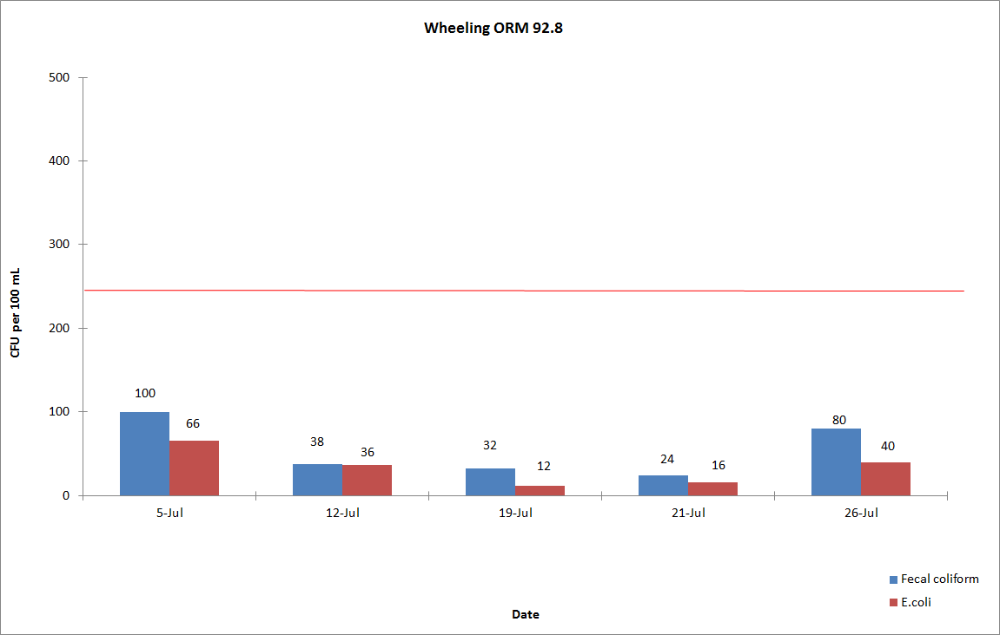 Wheeling ORM 92.8
500
400
300
200
100
0
CFU per 100 mL
100
66
38
36
32
12
24
16
80
40
5-Jul
12-Jul
19-Jul
21-Jul
26-Jul
Fecal coliform
E.coli
Date